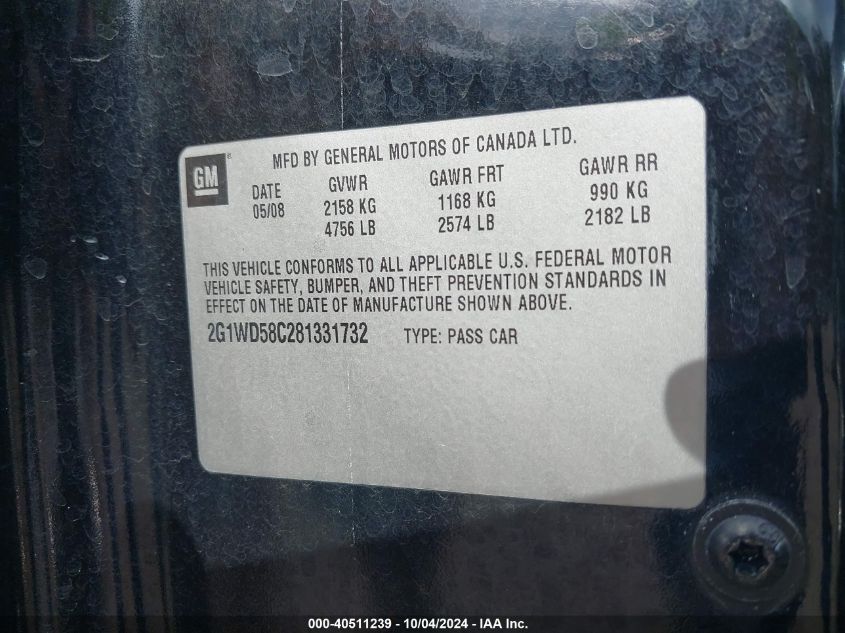 MFD BY GENERAL MOTORS OF CANADA LTD.
GM®
DATE GVWR GAWR FRT GAWR RR
05/08 2158 KG 1168 KG 990 KG
4756 LB 2574 LB 2182 LB
THIS VEHICLE CONFORMS TO ALL APPLICABLE U.S. FEDERAL MOTOR
VEHICLE SAFETY, BUMPER, AND THEFT PREVENTION STANDARDS IN
EFFECT ON THE DATE OF MANUFACTURE SHOWN ABOVE.
2G1WD58C281331732 TYPE: PASS CAR
000-40511239 - 10/04/2024 - IAA Inc.